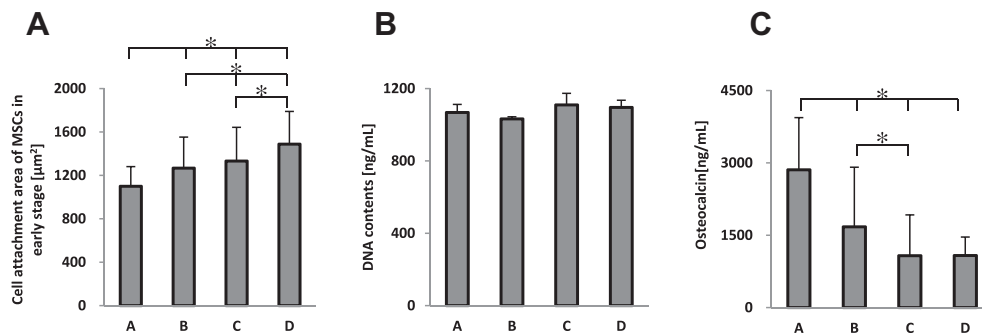 A
B
C
*
*
*
Cell attachment area of MSCs in
early stage [μm²]
2000
1600
1200
800
400
0
A B C D
DNA contents [ng/mL]
1200
800
400
0
A B C D
*
*
Osteocalcin[ng/mL]
4500
3000
1500
0
A B C D